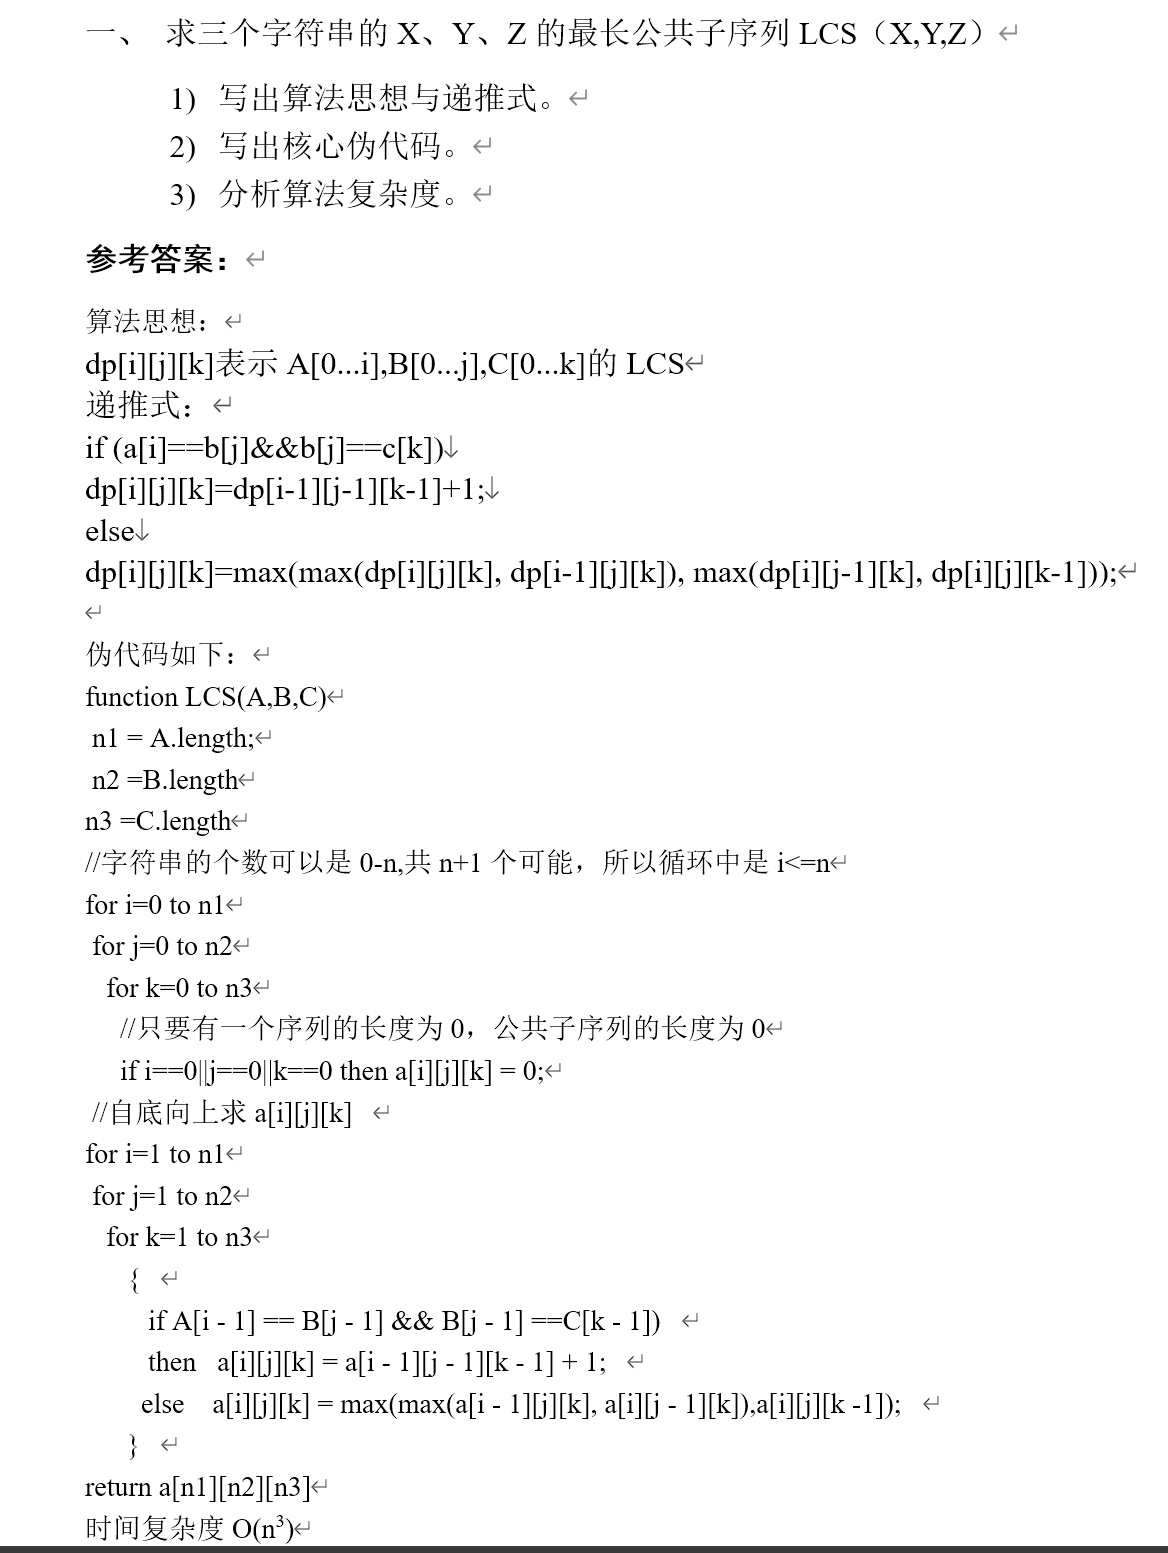 一、 求三个字符串的 X、Y、Z 的最长公共子序列 LCS（X,Y,Z）↵
1) 写出算法思想与递推式。↵
2) 写出核心伪代码。↵
3) 分析算法复杂度。↵
参考答案：↵
算法思想：↵
dp[i][j][k]表示 A[0...i],B[0...j],C[0...k]的 LCS↵
递推式：↵
if (a[i]==b[j]&&b[j]==c[k])↓
dp[i][j][k]=dp[i-1][j-1][k-1]+1;↓
else↓
dp[i][j][k]=max(max(dp[i][j][k], dp[i-1][j][k]), max(dp[i][j-1][k], dp[i][j][k-1]));↵
↵
伪代码如下：↵
function LCS(A,B,C)↵
n1 = A.length;↵
n2 =B.length↵
n3 =C.length↵
//字符串的个数可以是 0-n,共 n+1 个可能，所以循环中是 i<=n↵
for i=0 to n1↵
for j=0 to n2↵
for k=0 to n3↵
//只要有一个序列的长度为 0，公共子序列的长度为 0↵
if i==0||j==0||k==0 then a[i][j][k] = 0;↵
//自底向上求 a[i][j][k] ↵
for i=1 to n1↵
for j=1 to n2↵
for k=1 to n3↵
{ ↵
if A[i - 1] == B[j - 1] && B[j - 1] ==C[k - 1]) ↵
then a[i][j][k] = a[i - 1][j - 1][k - 1] + 1; ↵
else a[i][j][k] = max(max(a[i - 1][j][k], a[i][j - 1][k]),a[i][j][k -1]); ↵
} ↵
return a[n1][n2][n3]↵
时间复杂度 O(n³)↵